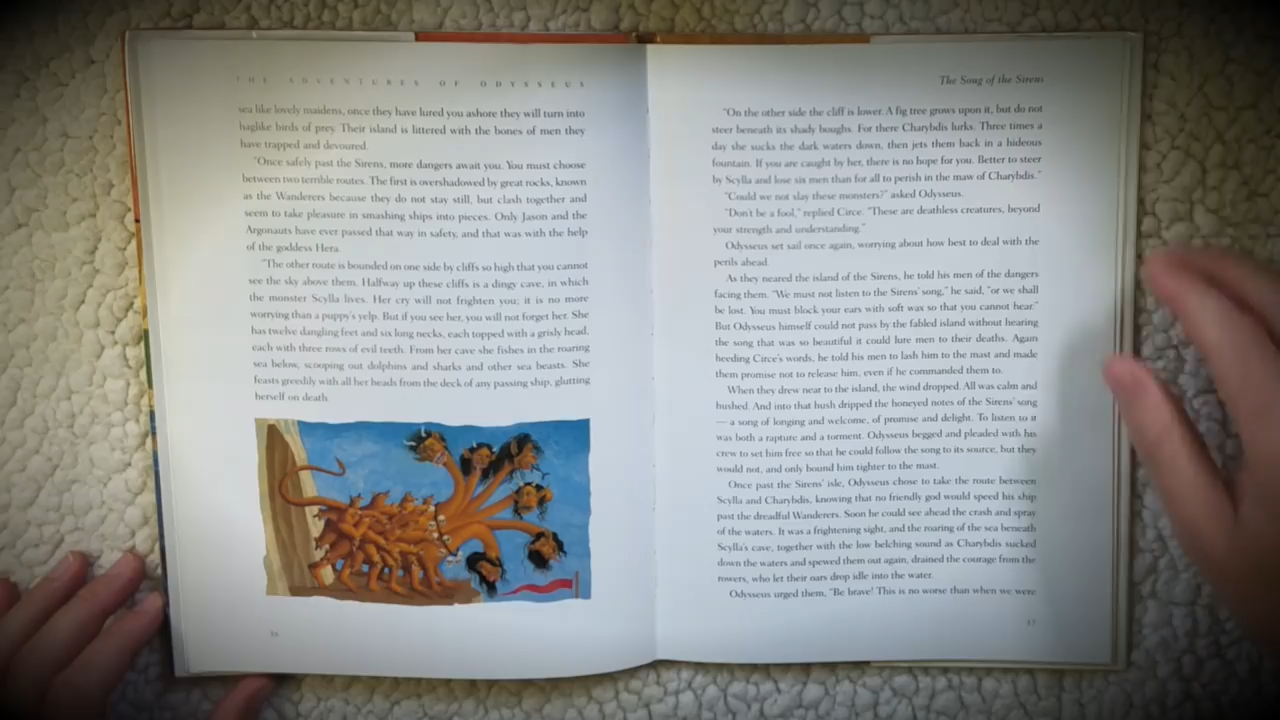 THE ADVENTURES OF ODYSSEUS
sea like lovely maidens, once they have lured you ashore they will turn into
haglike birds of prey. Their island is littered with the bones of men they
have trapped and devoured.
"Once safely past the Sirens, more dangers await you. You must choose
between two terrible routes. The first is overshadowed by great rocks, known
as the Wanderers because they do not stay still, but clash together and
seem to take pleasure in smashing ships into pieces. Only Jason and the
Argonauts have ever passed that way in safety, and that was with the help
of the goddess Hera.
"The other route is bounded on one side by cliffs so high that you cannot
see the sky above them. Halfway up these cliffs is a dingy cave, in which
the monster Scylla lives. Her cry will not frighten you; it is no more
worrying than a puppy's yelp. But if you see her, you will not forget her. She
has twelve dangling feet and six long necks, each topped with a grisly head,
each with three rows of evil teeth. From her cave she fishes in the roaring
sea below, scooping out dolphins and sharks and other sea beasts. She
feasts greedily with all her heads from the deck of any passing ship, glutting
herself on death.
36
The Song of the Sirens
"On the other side the cliff is lower. A fig tree grows upon it, but do not
steer beneath its shady boughs. For there Charybdis lurks. Three times a
day she sucks the dark waters down, then jets them back in a hideous
fountain. If you are caught by her, there is no hope for you. Better to steer
by Scylla and lose six men than for all to perish in the maw of Charybdis."
"Could we not slay these monsters?" asked Odysseus.
"Don't be a fool," replied Circe. "These are deathless creatures, beyond
your strength and understanding."
Odysseus set sail once again, worrying about how best to deal with the
perils ahead.
As they neared the island of the Sirens, he told his men of the dangers
facing them. "We must not listen to the Sirens' song," he said, "or we shall
be lost. You must block your ears with soft wax so that you cannot hear."
But Odysseus himself could not pass by the fabled island without hearing
the song that was so beautiful it could lure men to their deaths. Again
heeding Circe's words, he told his men to lash him to the mast and made
them promise not to release him, even if he commanded them to.
When they drew near to the island, the wind dropped. All was calm and
hushed. And into that hush dripped the honeyed notes of the Sirens' song
— a song of longing and welcome, of promise and delight. To listen to it
was both a rapture and a torment. Odysseus begged and pleaded with his
crew to set him free so that he could follow the song to its source, but they
would not, and only bound him tighter to the mast.
Once past the Sirens' isle, Odysseus chose to take the route between
Scylla and Charybdis, knowing that no friendly god would speed his ship
past the dreadful Wanderers. Soon he could see ahead the crash and spray
of the waters. It was a frightening sight, and the roaring of the sea beneath
Scylla's cave, together with the low belching sound as Charybdis sucked
down the waters and spewed them out again, drained the courage from the
rowers, who let their oars drop idle into the water.
Odysseus urged them, "Be brave! This is no worse than when we were
37